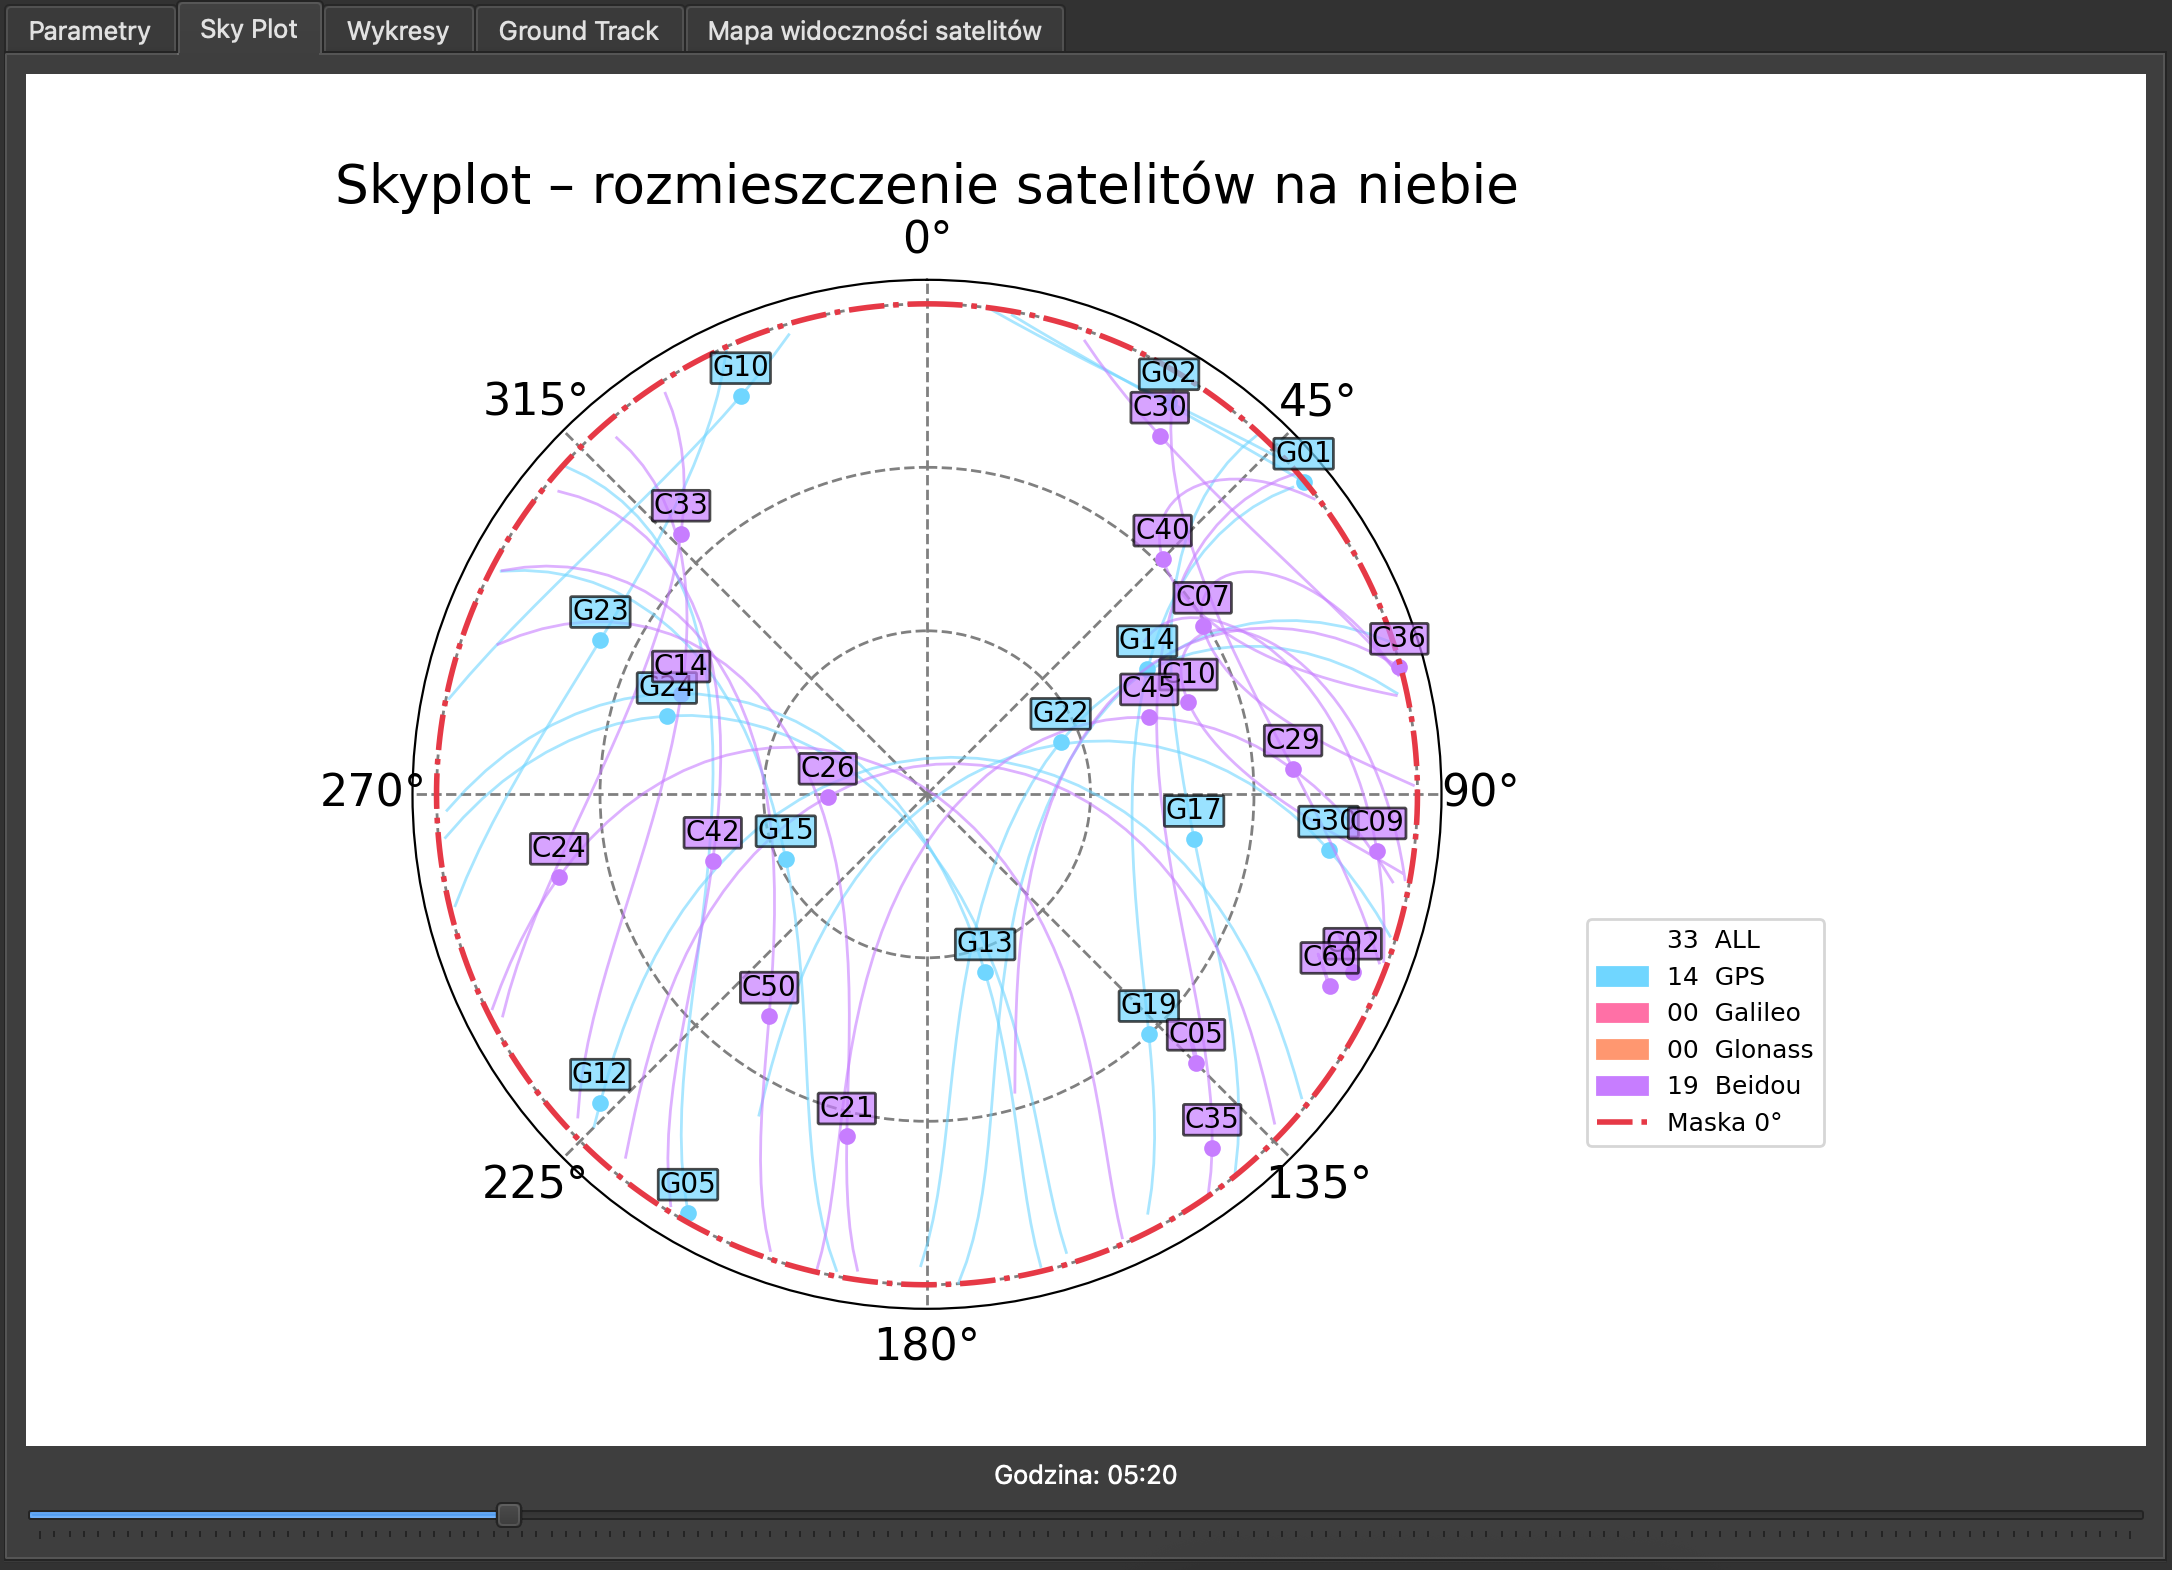 Parametry
Sky Plot
Wykresy
Ground Track
Mapa widoczności satelitów
Skyplot – rozmieszczenie satelitów na niebie
0°
G10
G02
315°
45°
C30
G01
C33
C40
C07
G23
G14
C36
C14
C10
G24
C45
G22
C29
C26
270°
90°
G17
G30
C09
C42
G15
C24
G13
C02
C60
33 ALL
14 GPS
00 Galileo
00 Glonass
19 Beidou
Maska 0°
C50
G19
C05
G12
C21
C35
225°
G05
135°
180°
Godzina: 05:20